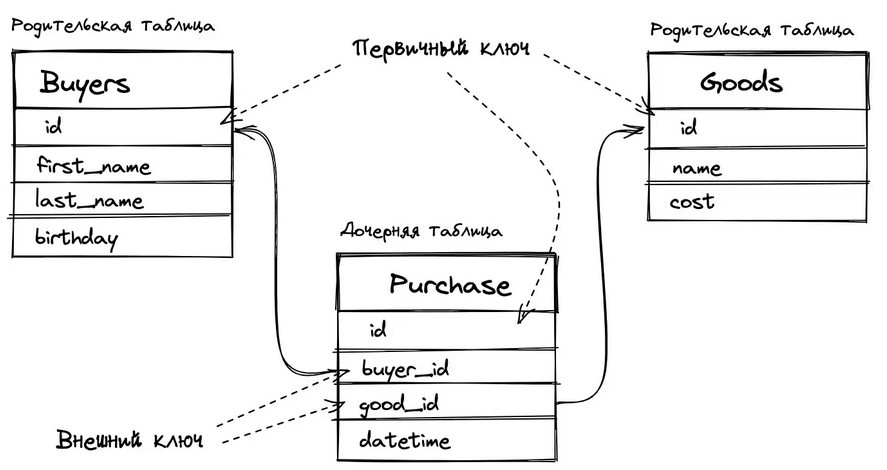 Родительская таблица
Buyers
id
first_name
last_name
birthday
Первичный ключ
Родительская таблица
Goods
id
name
cost
Дочерняя таблица
Purchase
id
buyer_id
good_id
datetime
Внешний ключ